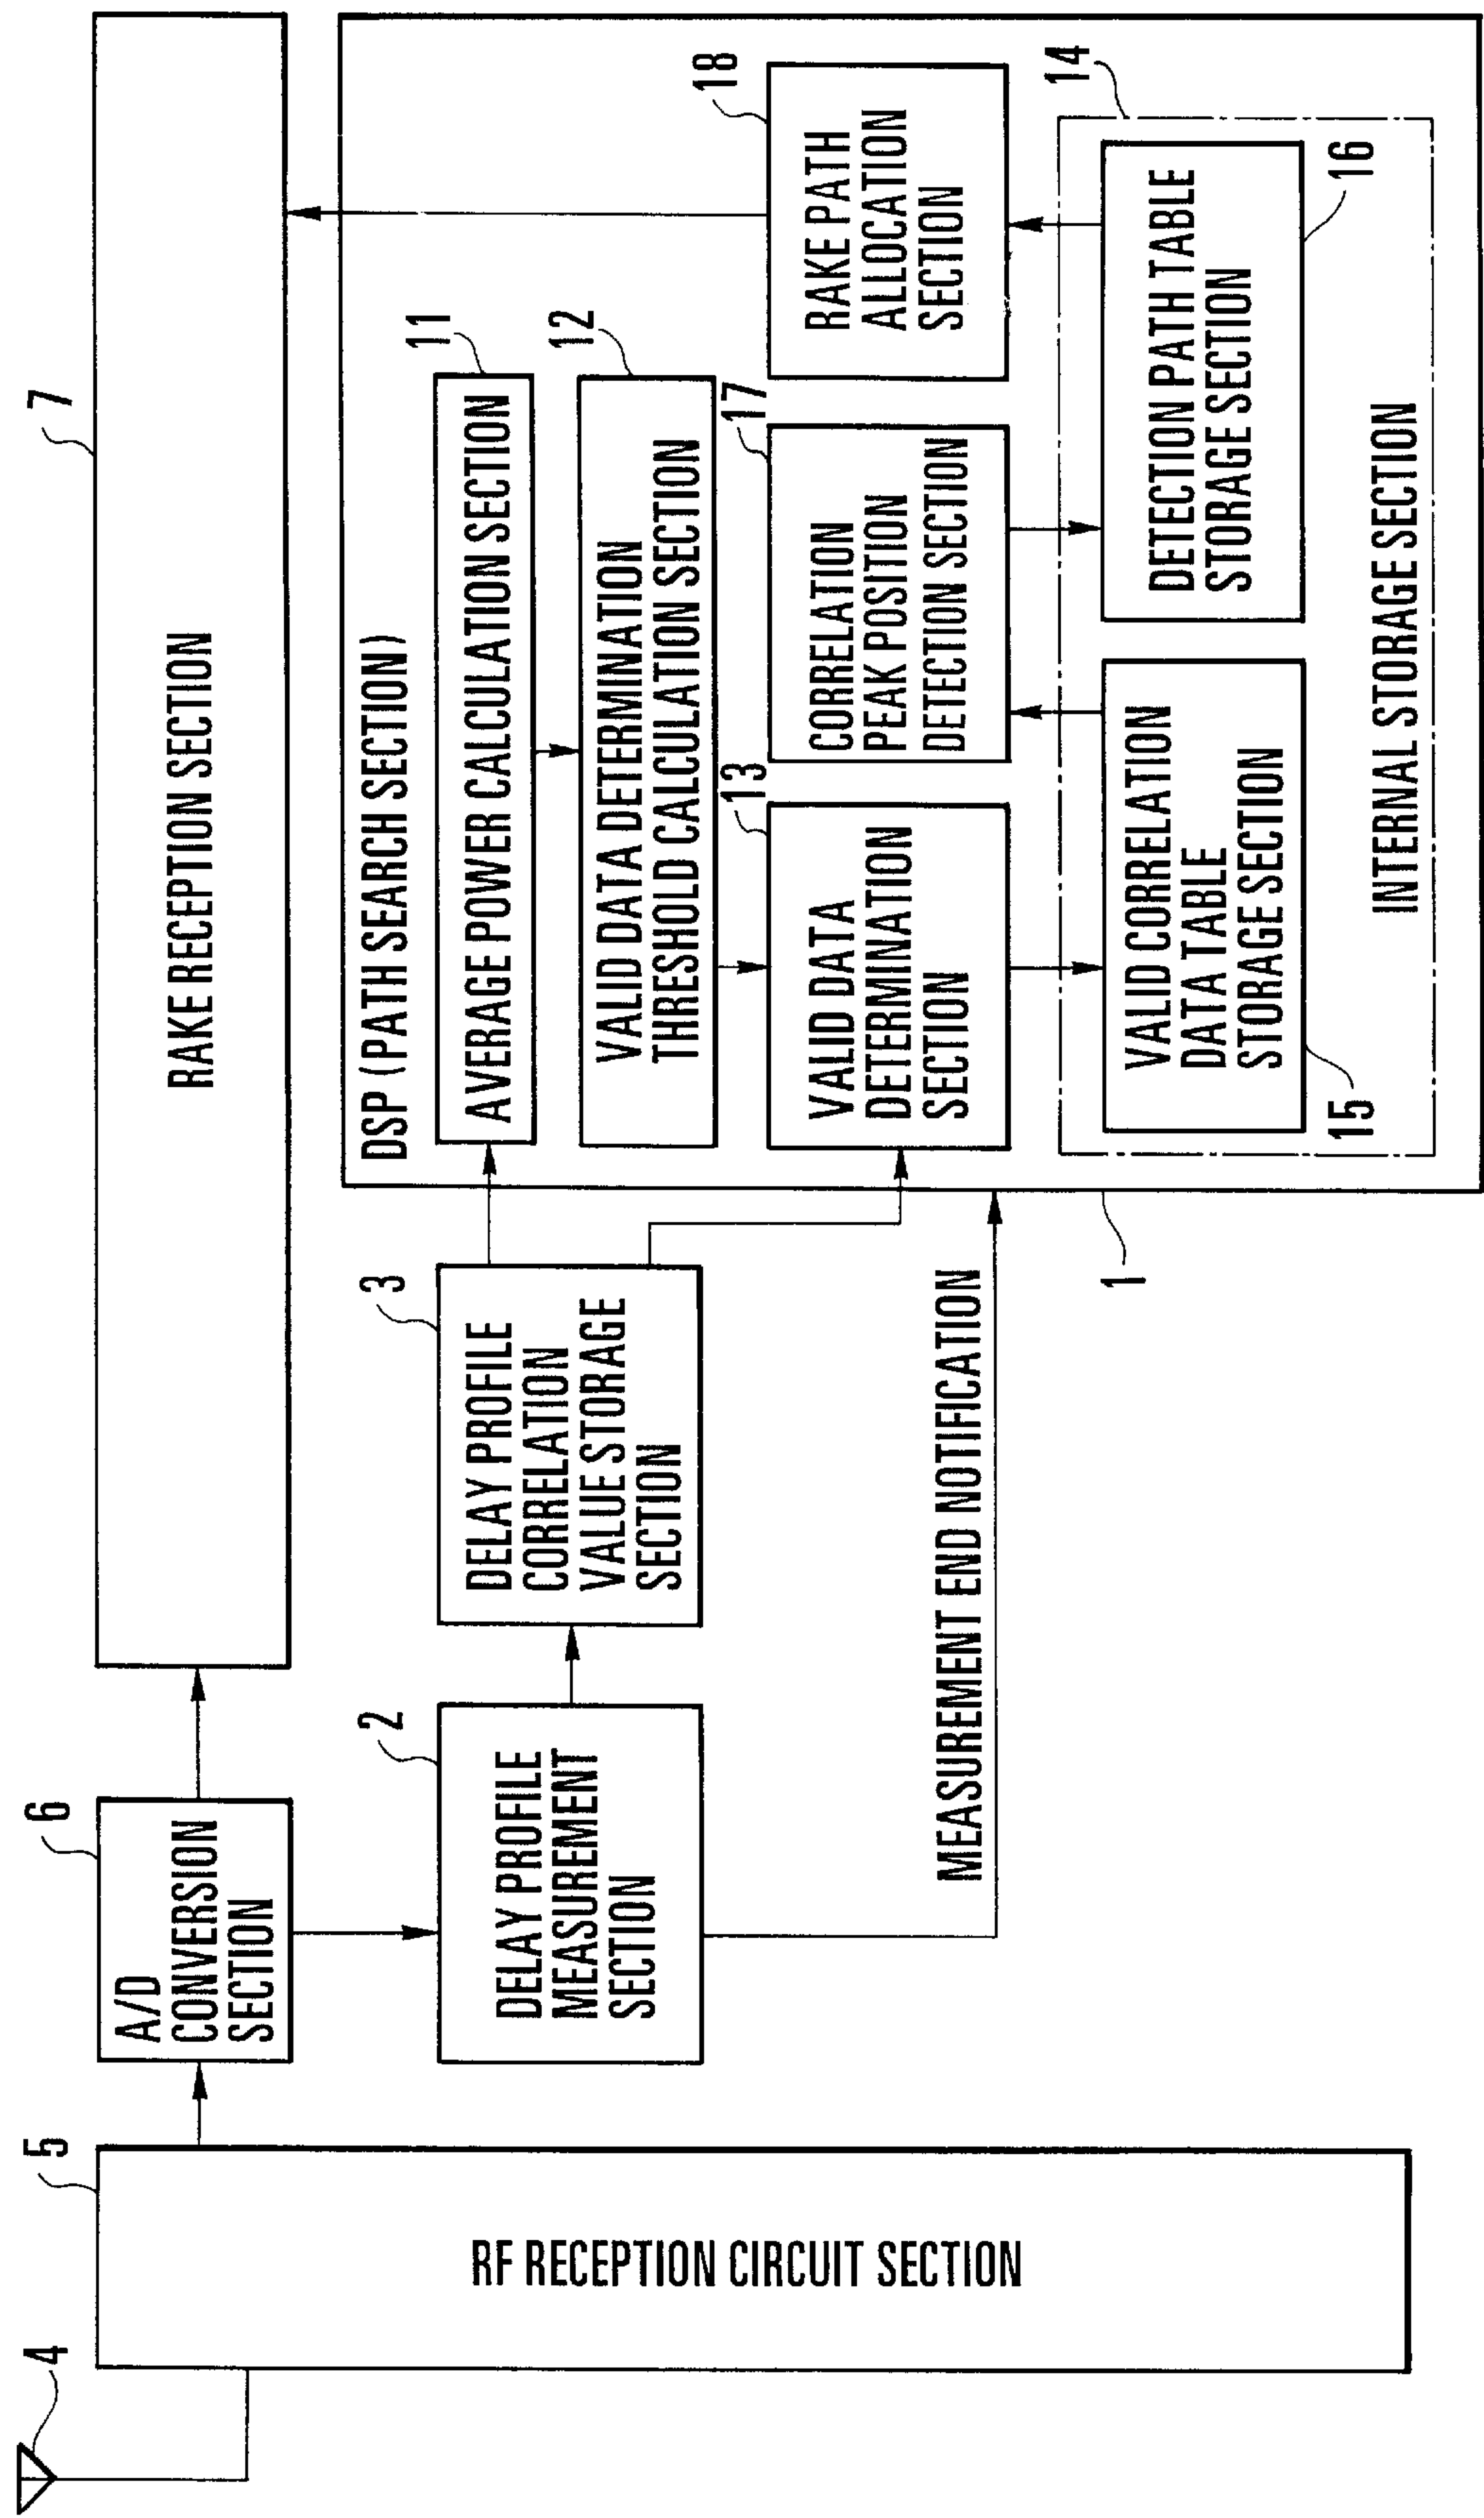 4
5
RF RECEPTION CIRCUIT SECTION
6
A/D
CONVERSION
SECTION
7
RAKE RECEPTION SECTION
2
DELAY PROFILE
MEASUREMENT
SECTION
3
DELAY PROFILE
CORRELATION
VALUE STORAGE
SECTION
MEASUREMENT END NOTIFICATION
1
DSP (PATH SEARCH SECTION)
11
AVERAGE POWER CALCULATION SECTION
12
VALID DATA DETERMINATION
THRESHOLD CALCULATION SECTION
13
VALID DATA
DETERMINATION
SECTION
17
CORRELATION
PEAK POSITION
DETECTION SECTION
18
RAKE PATH
ALLOCATION
SECTION
14
15
VALID CORRELATION
DATA TABLE
STORAGE SECTION
16
DETECTION PATH TABLE
STORAGE SECTION
INTERNAL STORAGE SECTION